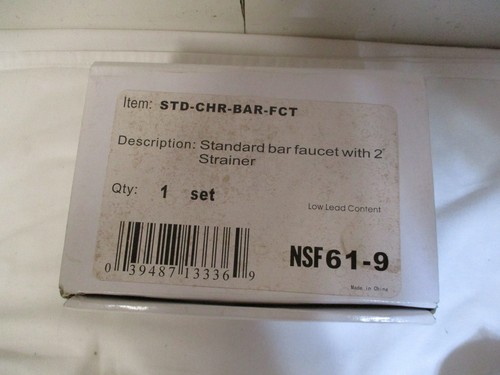 Item: STD-CHR-BAR-FCT
Description: Standard bar faucet with 2"
Strainer
Qty: 1 set
Low Lead Content
0 39487 13336 9
NSF 61-9
Made in China